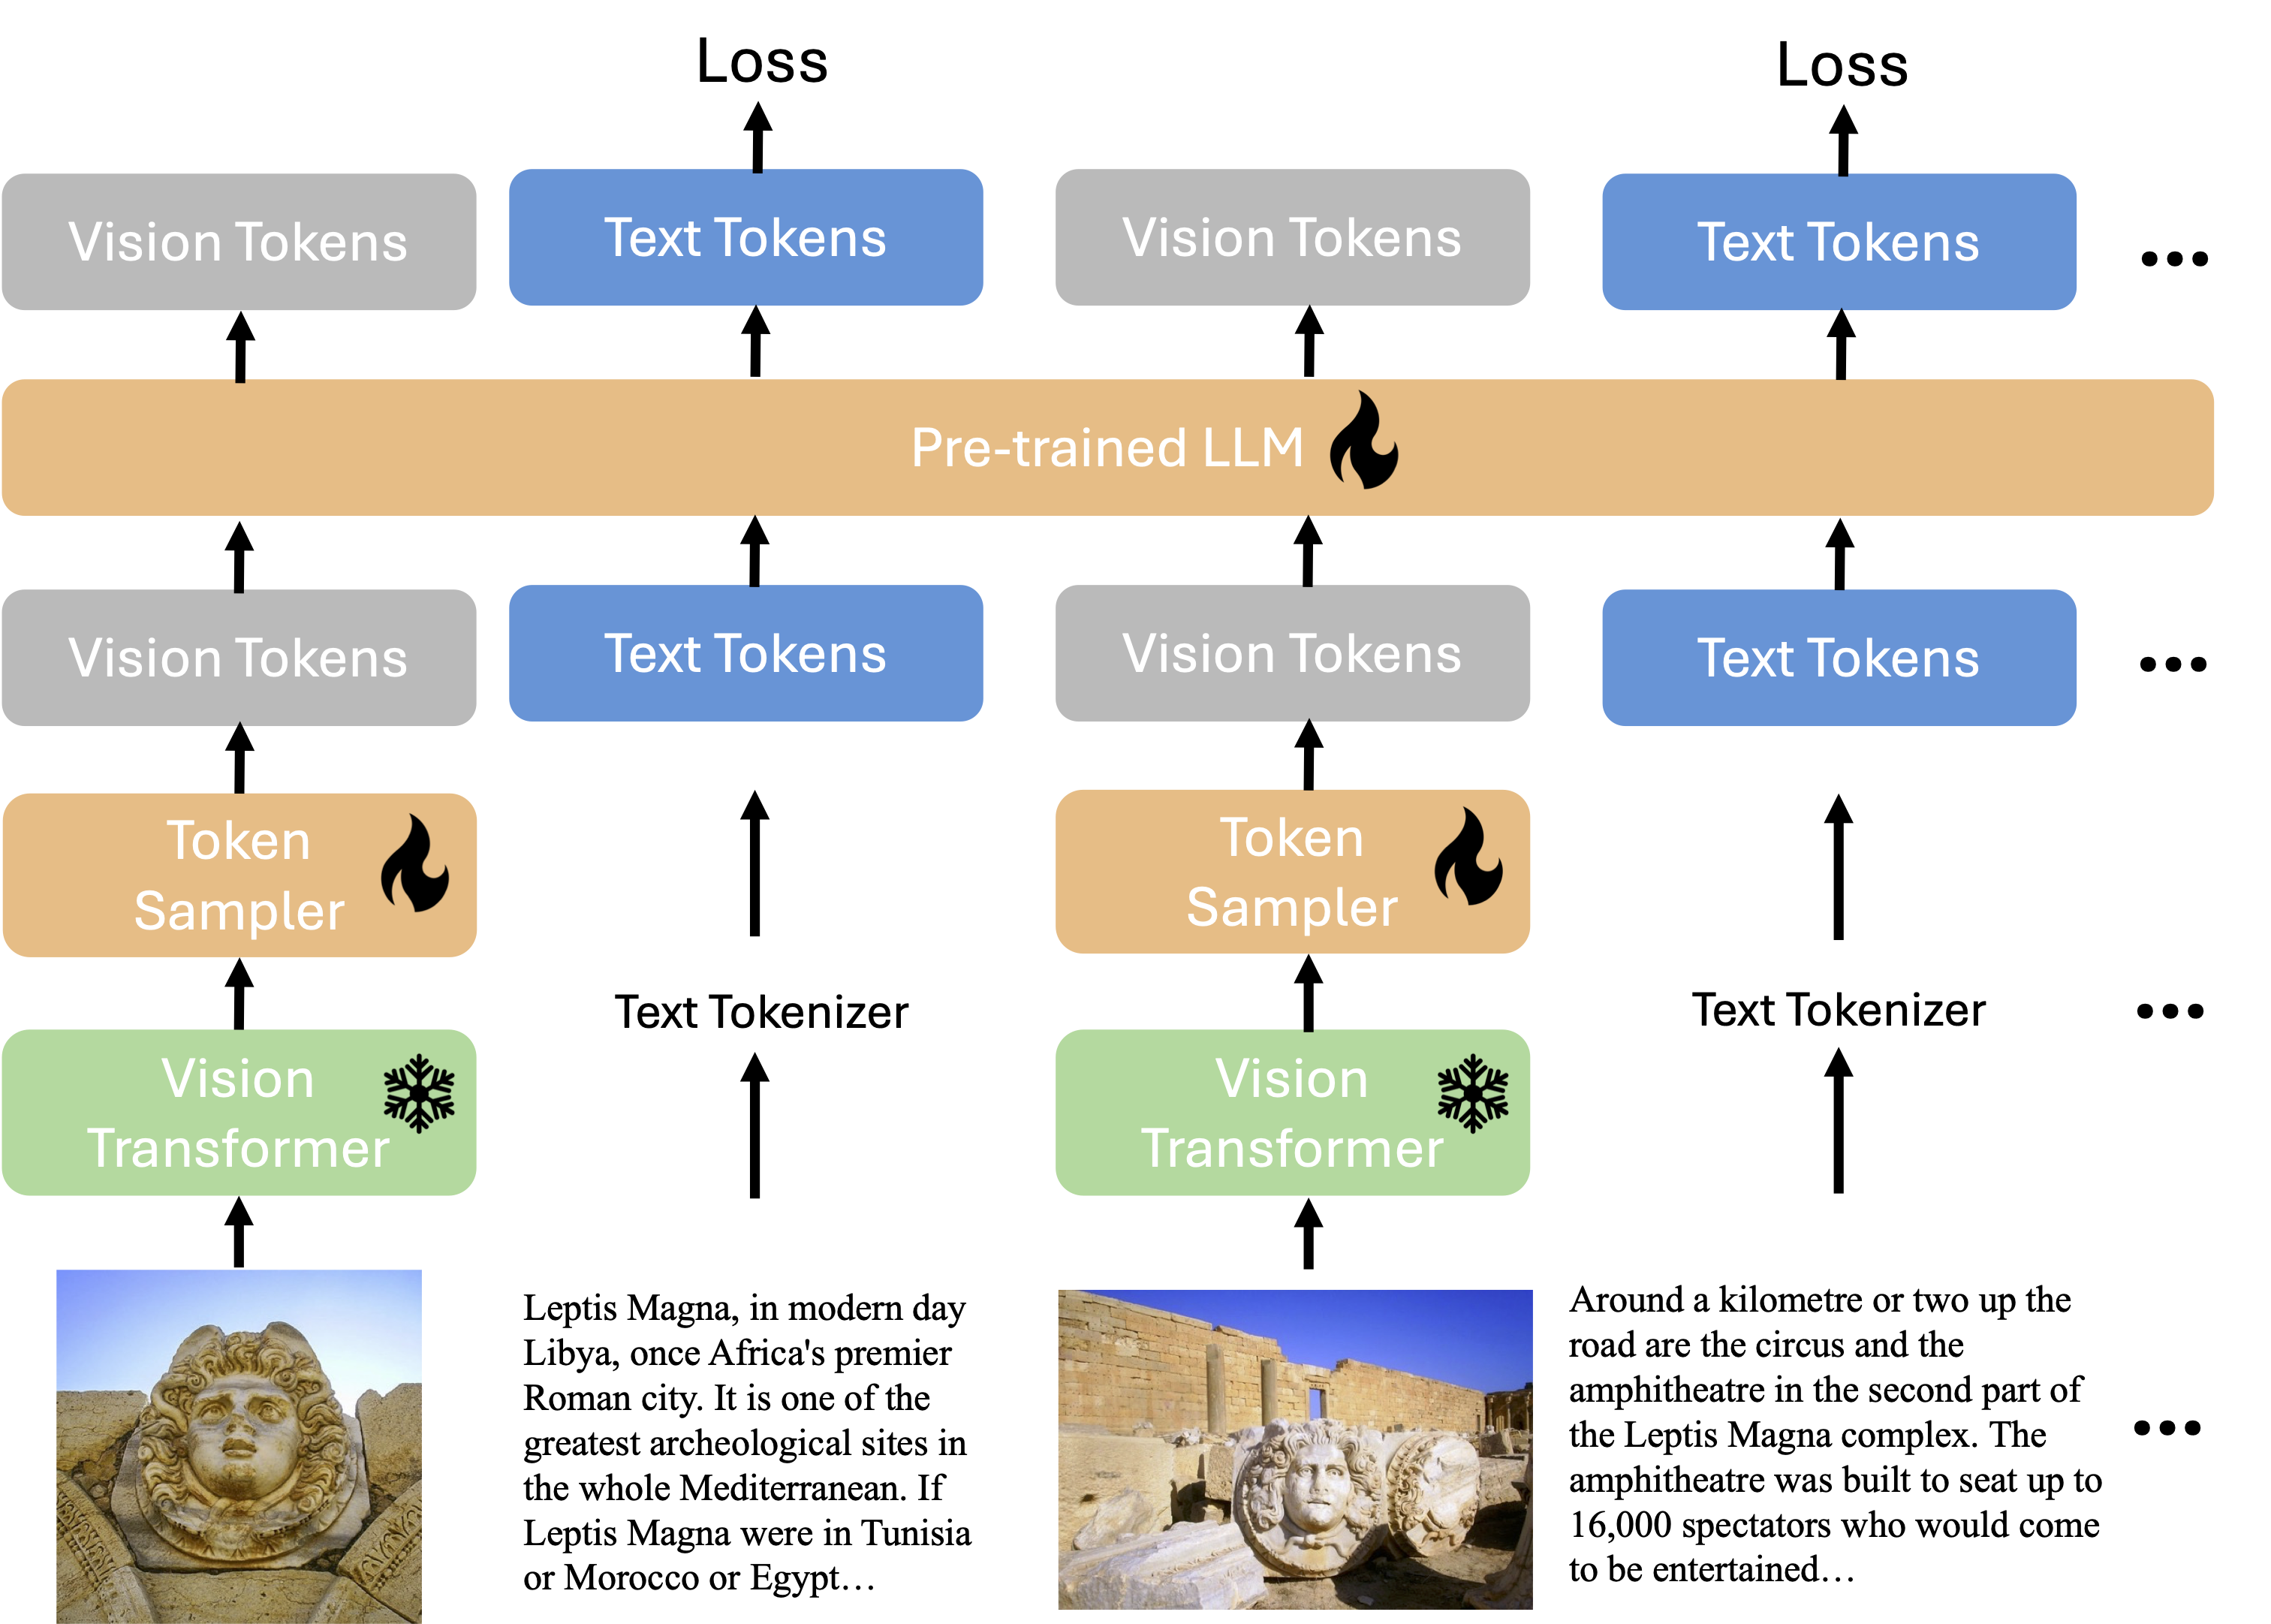 Loss
Loss
Vision Tokens
Text Tokens
Vision Tokens
Text Tokens
...
Pre-trained LLM
Vision Tokens
Text Tokens
Vision Tokens
Text Tokens
...
Token
Sampler
Token
Sampler
Text Tokenizer
Text Tokenizer
...
Vision
Transformer
Vision
Transformer
Leptis Magna, in modern day
Libya, once Africa's premier
Roman city. It is one of the
greatest archeological sites in
the whole Mediterranean. If
Leptis Magna were in Tunisia
or Morocco or Egypt…
Around a kilometre or two up the
road are the circus and the
amphitheatre in the second part of
the Leptis Magna complex. The
amphitheatre was built to seat up to
16,000 spectators who would come
to be entertained…
...